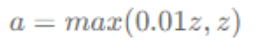 a = max(0.01z, z)